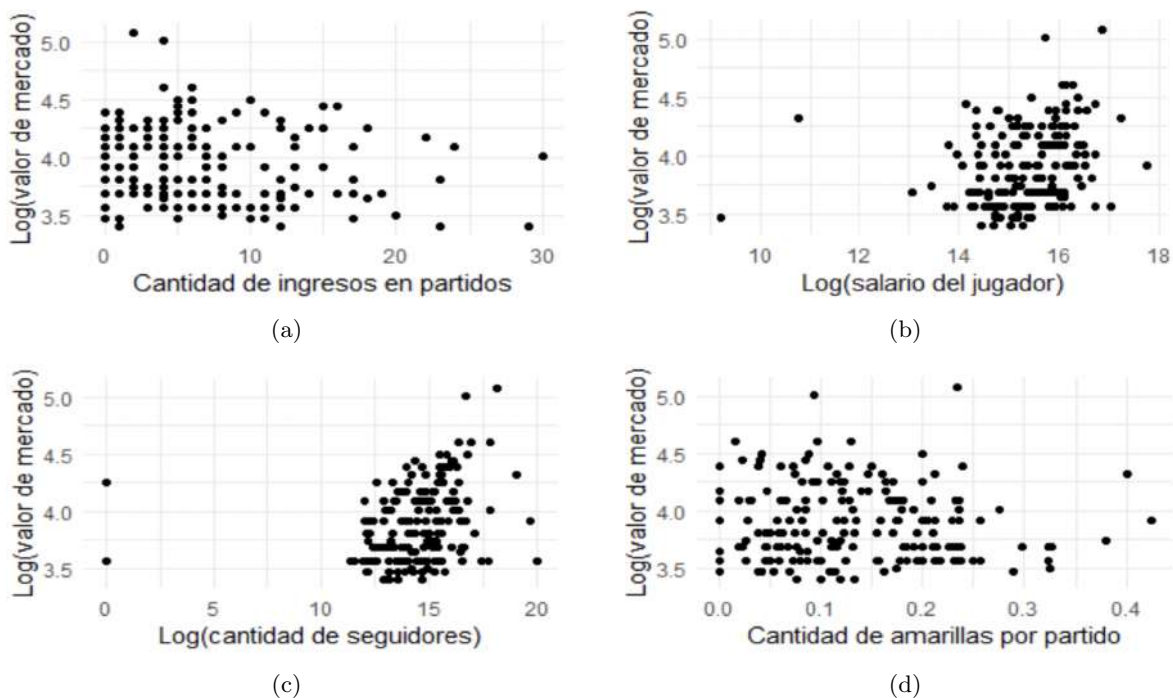 Log(valor de mercado)
5.0
4.5
4.0
3.5
0
10
20
30
Cantidad de ingresos en partidos
(a)
Log(valor de mercado)
5.0
4.5
4.0
3.5
10
12
14
16
18
Log(salario del jugador)
(b)
Log(valor de mercado)
5.0
4.5
4.0
3.5
0
5
10
15
20
Log(cantidad de seguidores)
(c)
Log(valor de mercado)
5.0
4.5
4.0
3.5
0.0
0.1
0.2
0.3
0.4
Cantidad de amarillas por partido
(d)